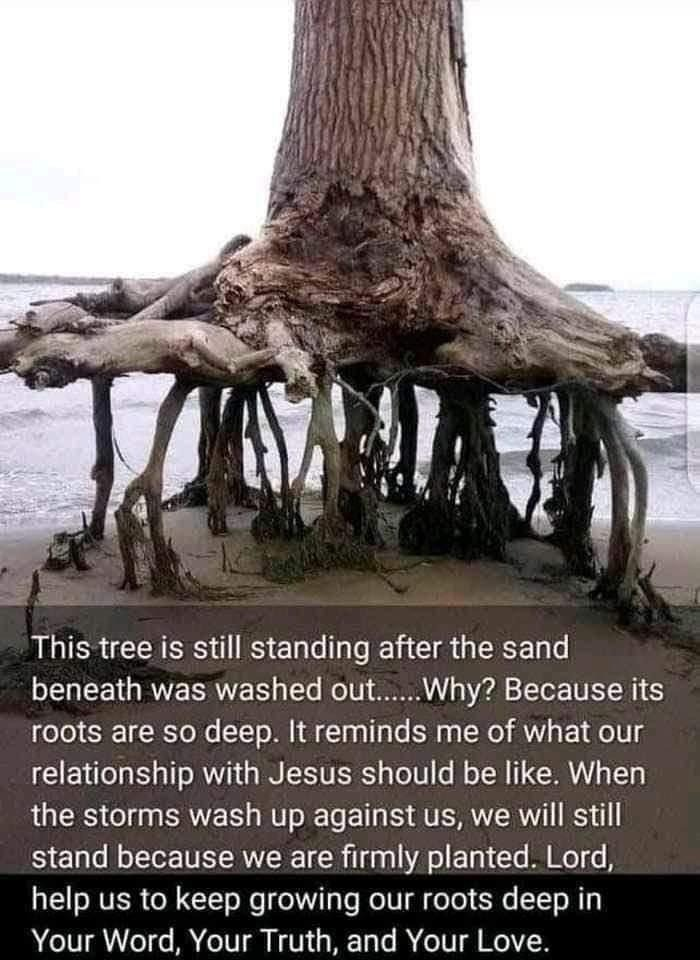 This tree is still standing after the sand
beneath was washed out......Why? Because its
roots are so deep. It reminds me of what our
relationship with Jesus should be like. When
the storms wash up against us, we will still
stand because we are firmly planted. Lord,
help us to keep growing our roots deep in
Your Word, Your Truth, and Your Love.